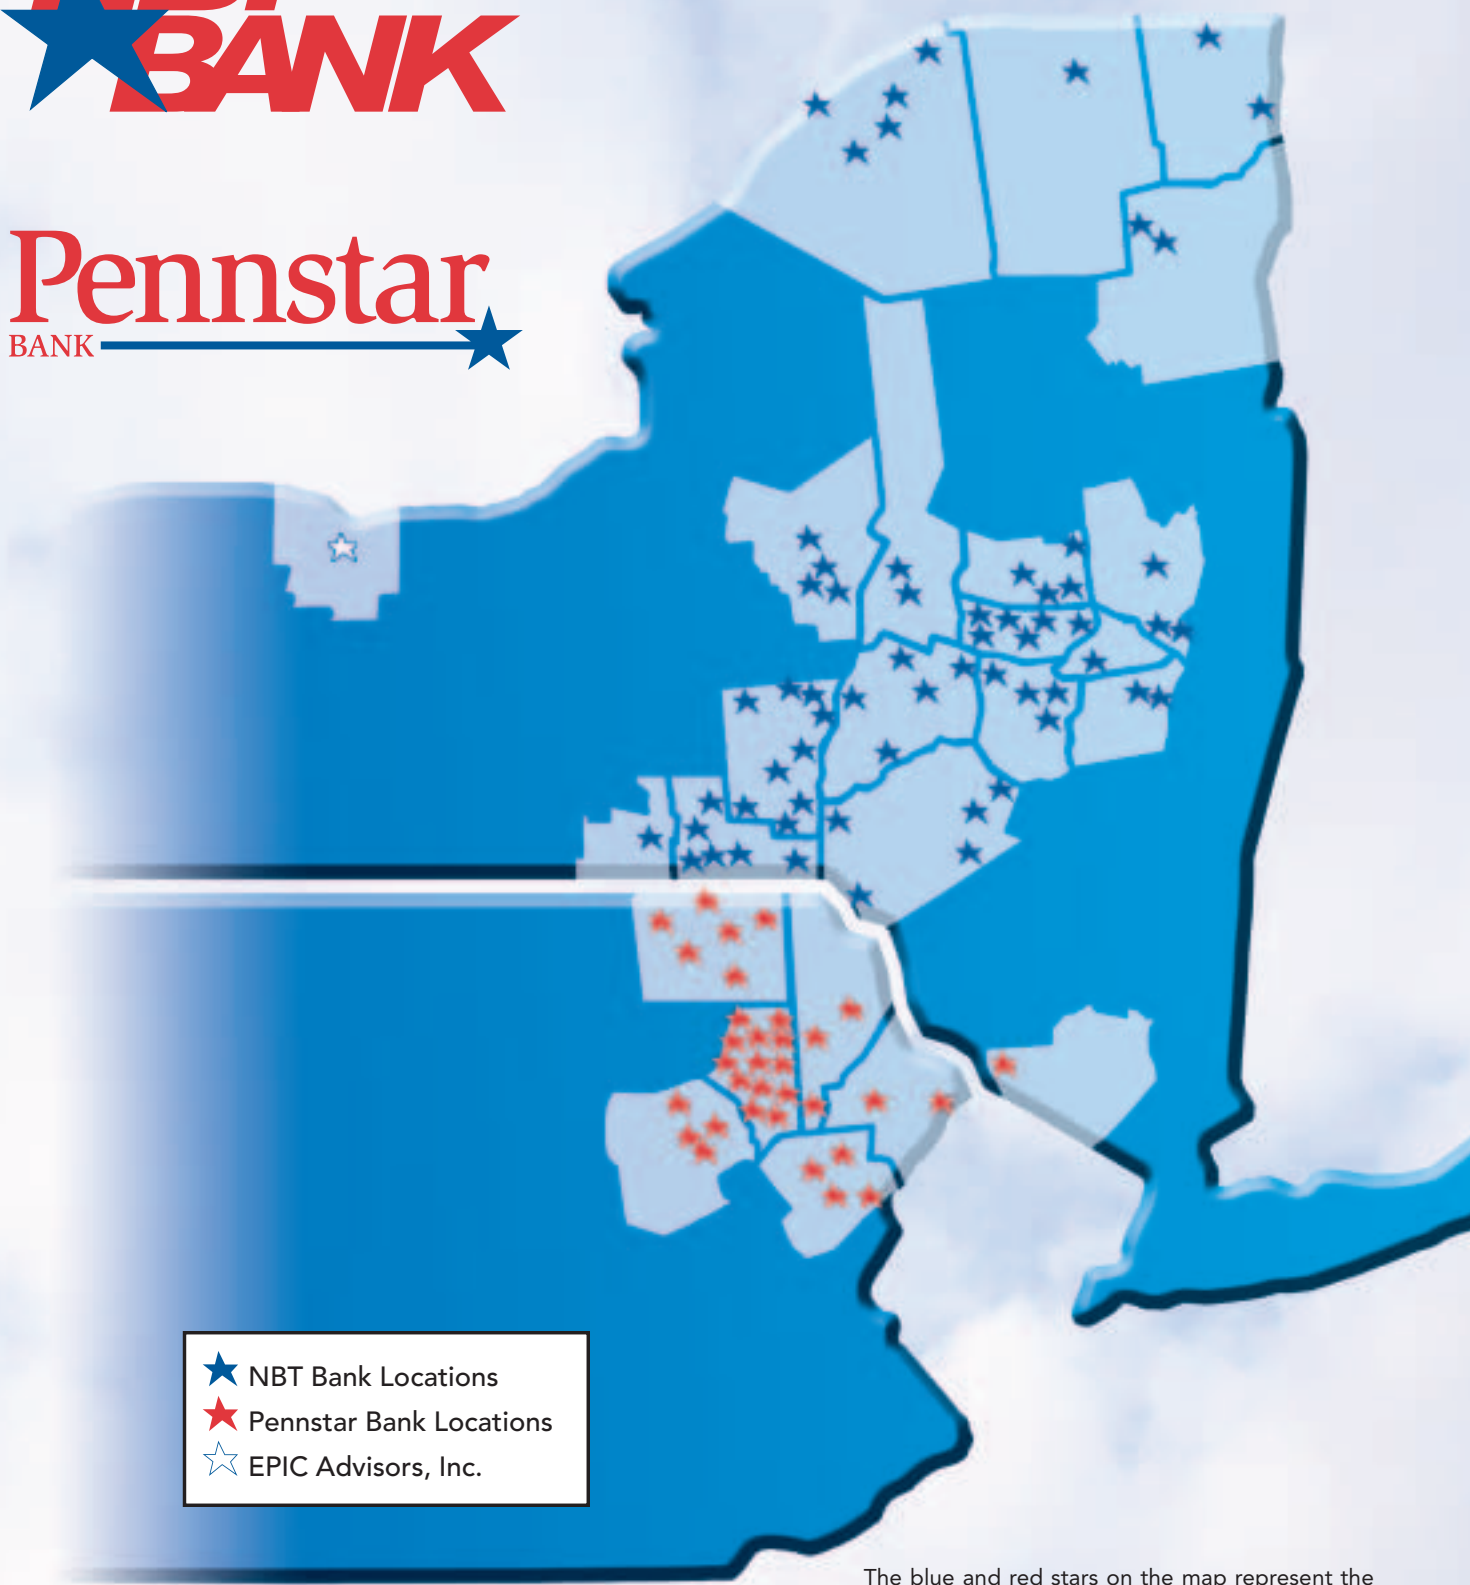 NBT
BANK
Pennstar
BANK
NBT Bank Locations
Pennstar Bank Locations
EPIC Advisors, Inc.
The blue and red stars on the map represent the